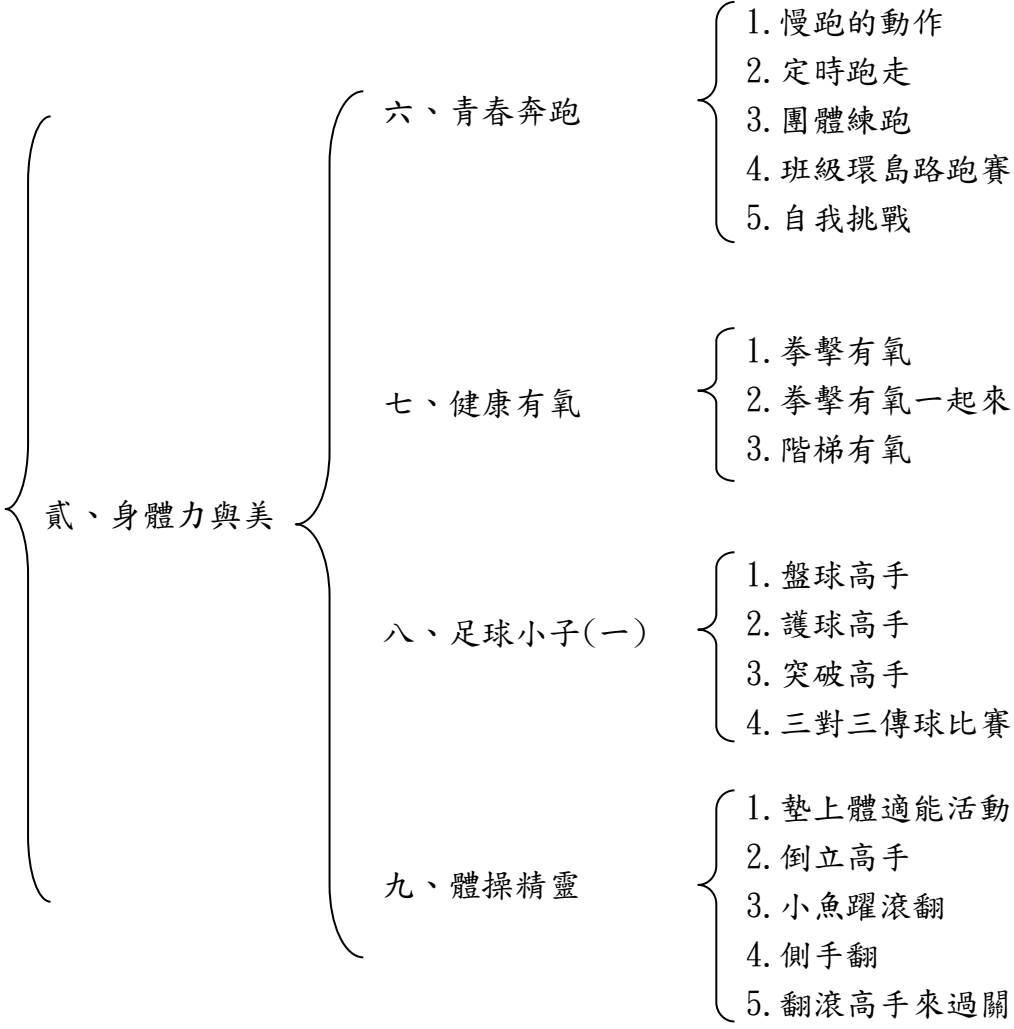 貳、身體力與美
六、青春奔跑
1.慢跑的動作
2.定時跑走
3.團體練跑
4.班級環島路跑賽
5.自我挑戰
七、健康有氧
1.拳擊有氧
2.拳擊有氧一起來
3.階梯有氧
八、足球小子(一)
1.盤球高手
2.護球高手
3.突破高手
4.三對三傳球比賽
九、體操精靈
1.墊上體適能活動
2.倒立高手
3.小魚躍滾翻
4.側手翻
5.翻滾高手來過關